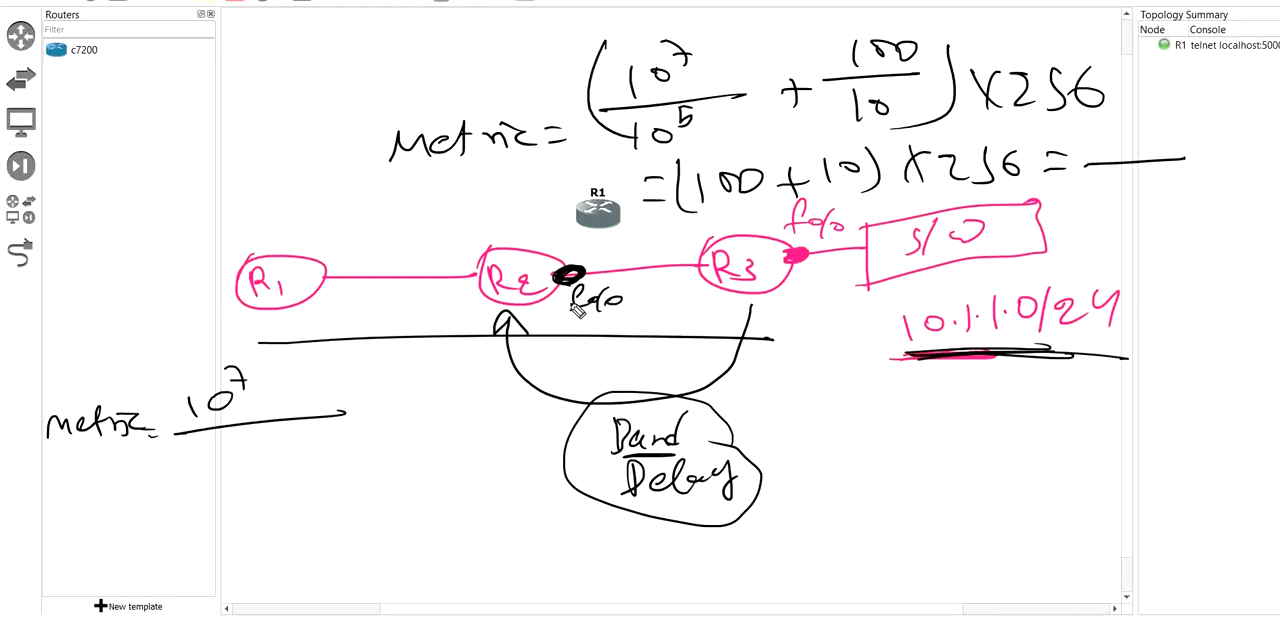 Routers
Filter
c7200
New template
Topology Summary
Node Console
R1 telnet localhost:500
Metric = (10^7 / 10^5 + 100 / 10) × 256
= (100 + 10) × 256 =
R1
R1
R2
f0/0
R3
f0/0
S/W
10.1.1.0/24
Metric = 10^7
Band
Delay